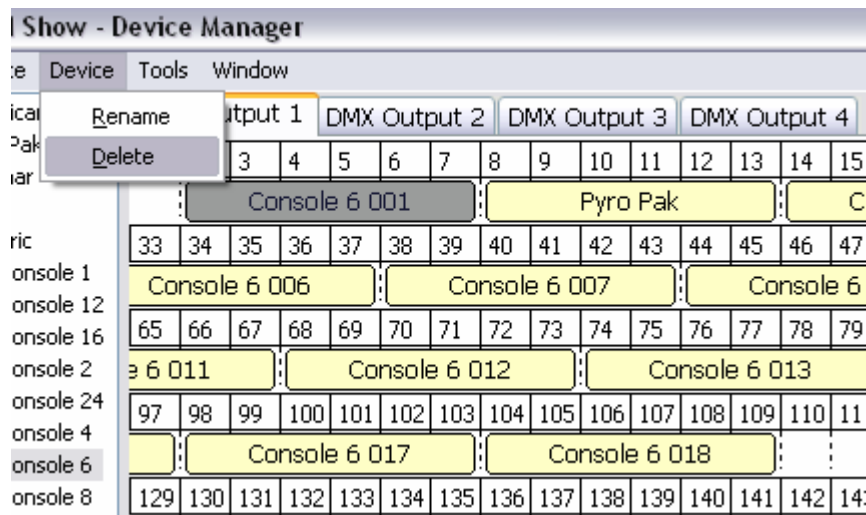 Show - Device Manager
Device Tools Window
Rename
Delete
1 DMX Output 2 DMX Output 3 DMX Output 4
3 4 5 6 7 8 9 10 11 12 13 14 15
Console 6 001 Pyro Pak C
33 34 35 36 37 38 39 40 41 42 43 44 45 46 47
Console 6 006 Console 6 007 Console 6
65 66 67 68 69 70 71 72 73 74 75 76 77 78 79
6 011 Console 6 012 Console 6 013
97 98 99 100 101 102 103 104 105 106 107 108 109 110 11
Console 6 017 Console 6 018
129 130 131 132 133 134 135 136 137 138 139 140 141 142 14
Pak
ric
onsole 1
onsole 12
onsole 16
onsole 2
onsole 24
onsole 4
onsole 6
onsole 8